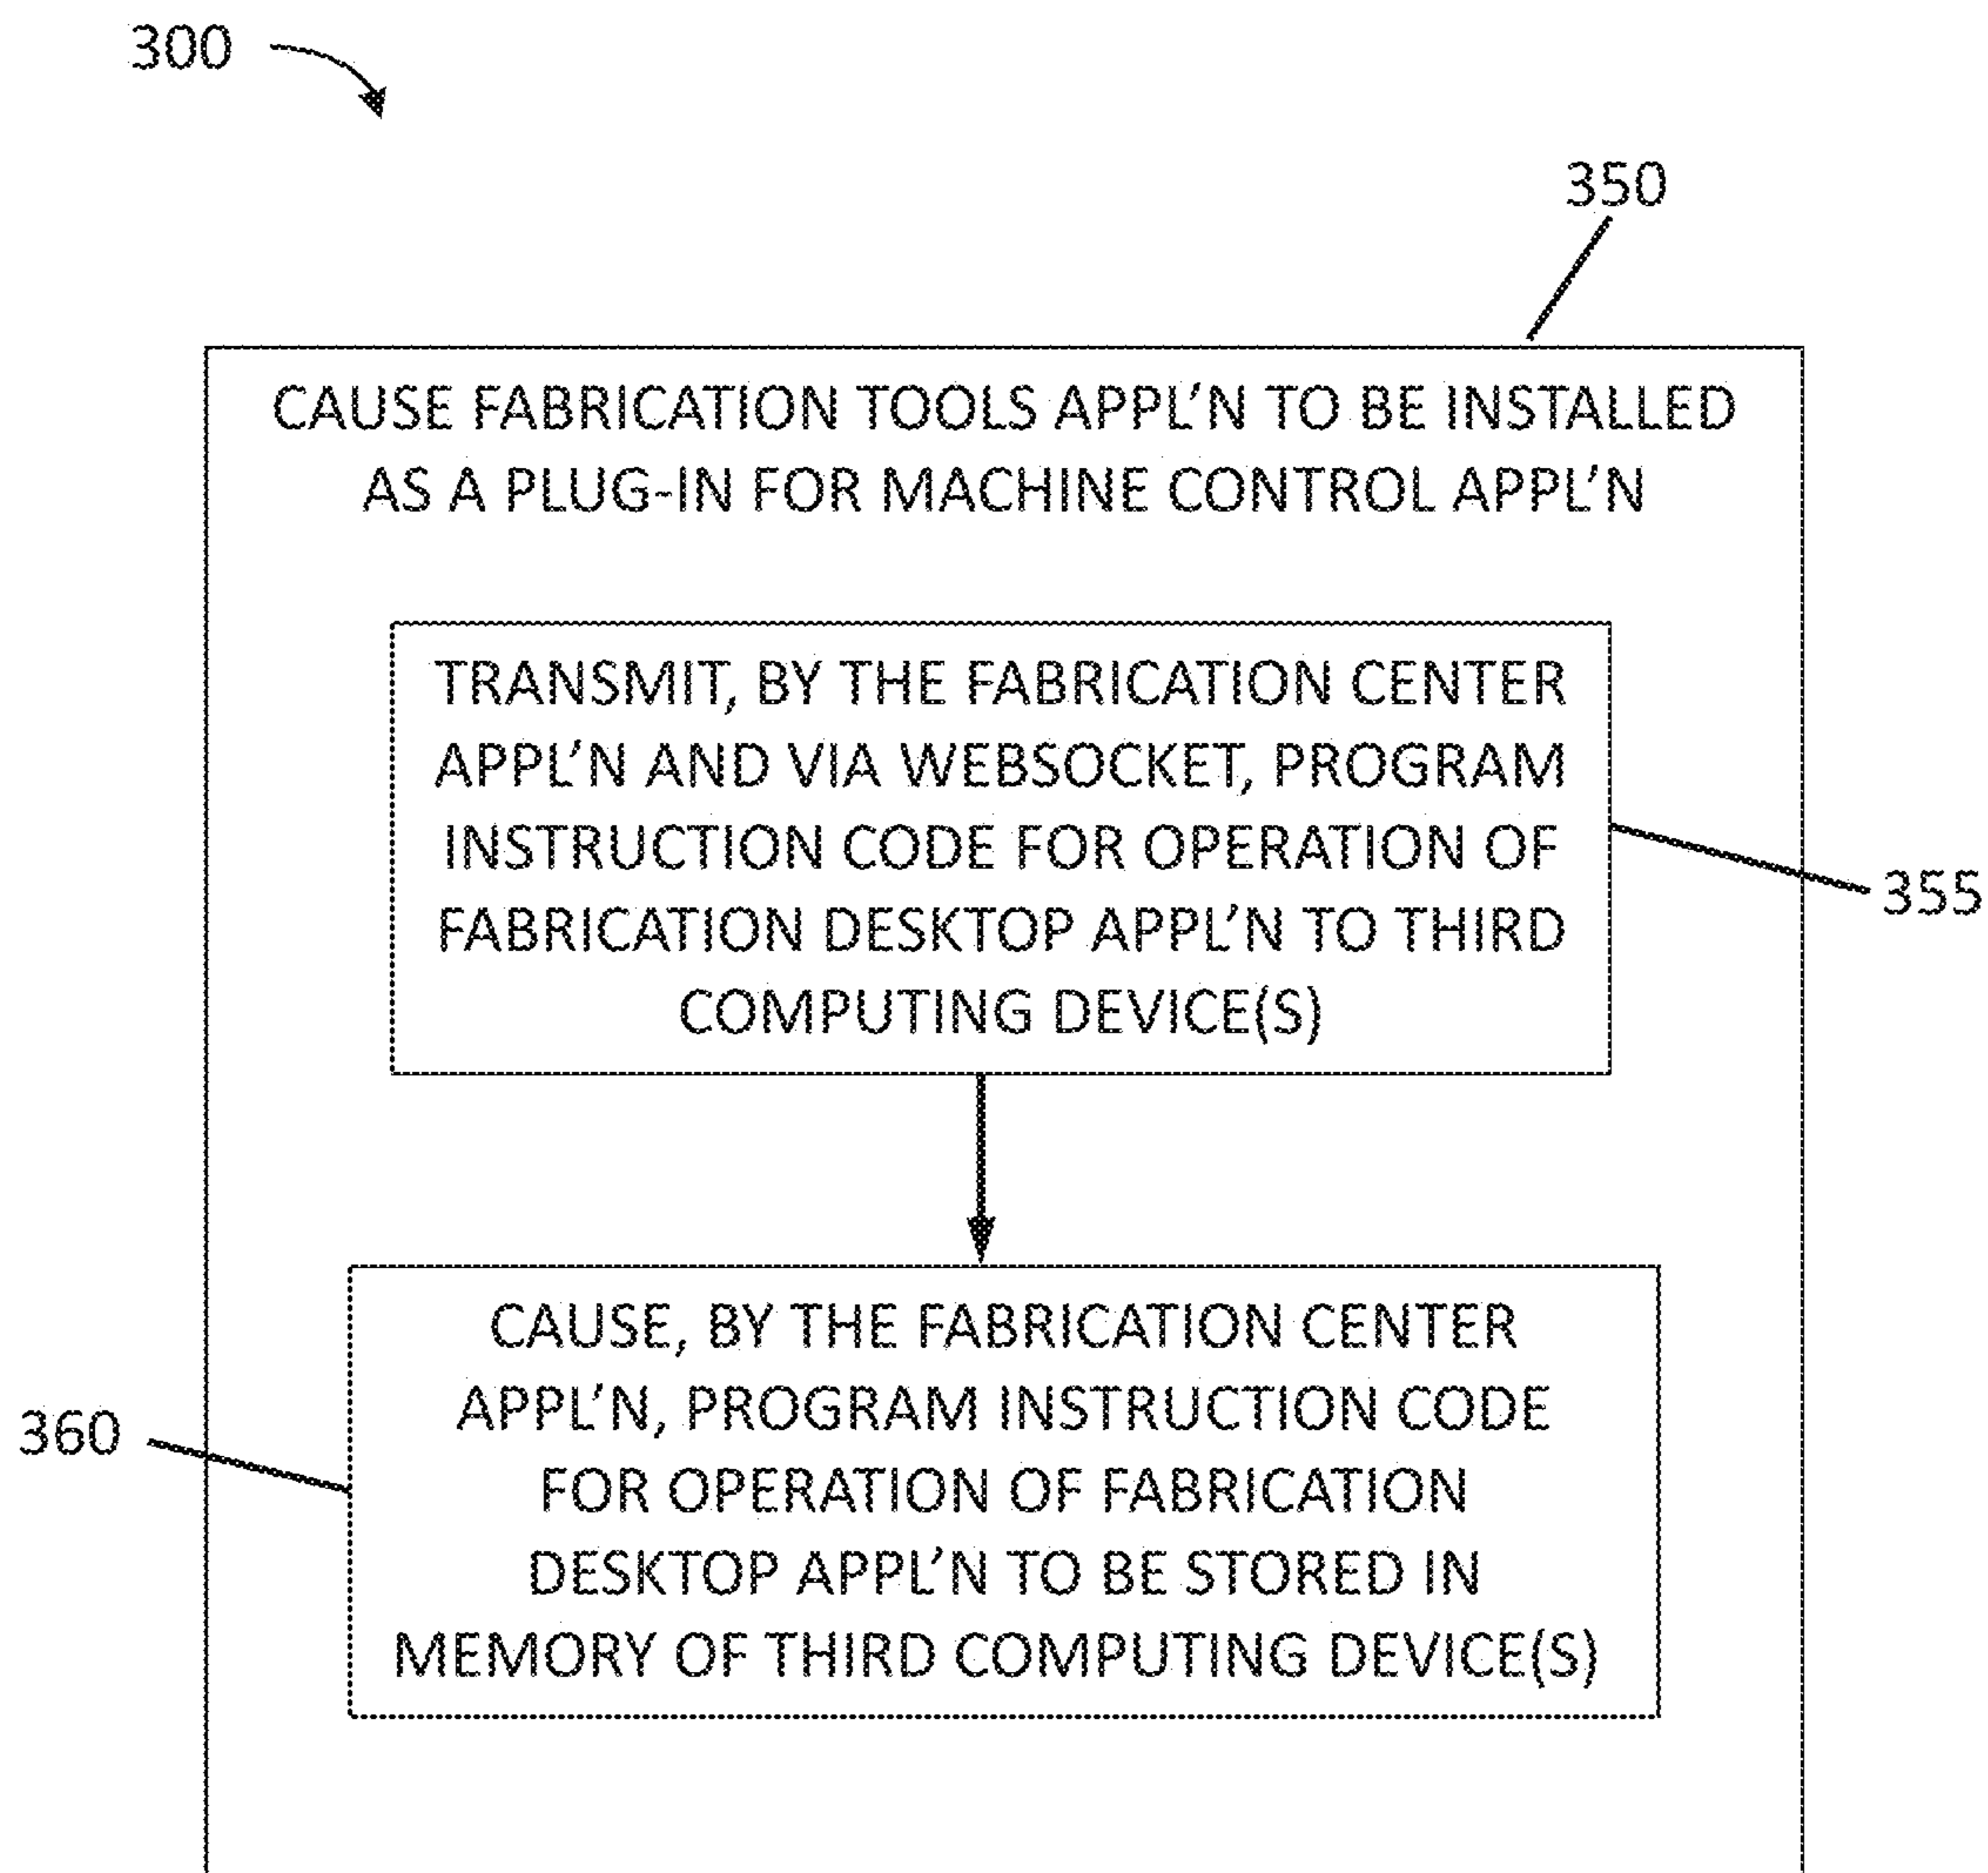 300
350
CAUSE FABRICATION TOOLS APPL'N TO BE INSTALLED
AS A PLUG-IN FOR MACHINE CONTROL APPL'N
TRANSMIT, BY THE FABRICATION CENTER
APPL'N AND VIA WEBSOCKET, PROGRAM
INSTRUCTION CODE FOR OPERATION OF
FABRICATION DESKTOP APPL'N TO THIRD
COMPUTING DEVICE(S)
355
CAUSE, BY THE FABRICATION CENTER
APPL'N, PROGRAM INSTRUCTION CODE
FOR OPERATION OF FABRICATION
DESKTOP APPL'N TO BE STORED IN
MEMORY OF THIRD COMPUTING DEVICE(S)
360